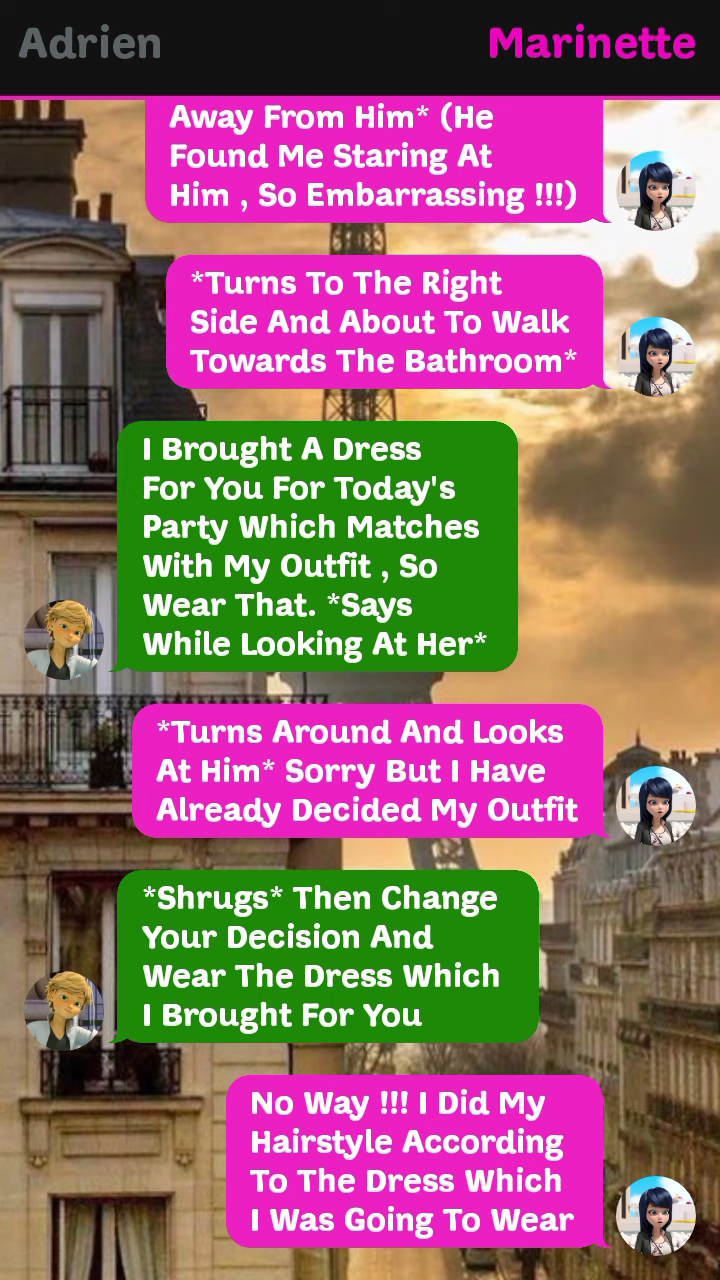 Adrien
Marinette
Away From Him* (He
Found Me Staring At
Him , So Embarrassing !!!)
*Turns To The Right
Side And About To Walk
Towards The Bathroom*
I Brought A Dress
For You For Today's
Party Which Matches
With My Outfit , So
Wear That. *Says
While Looking At Her*
*Turns Around And Looks
At Him* Sorry But I Have
Already Decided My Outfit
*Shrugs* Then Change
Your Decision And
Wear The Dress Which
I Brought For You
No Way !!! I Did My
Hairstyle According
To The Dress Which
I Was Going To Wear